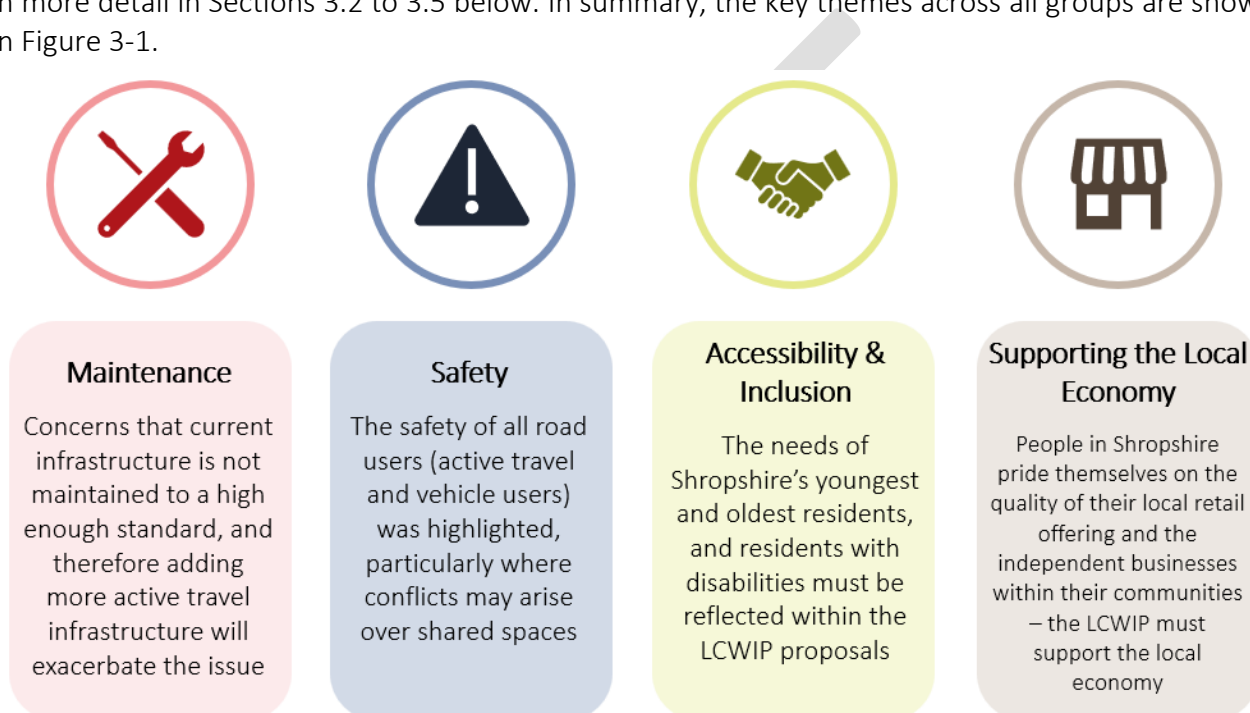 n more detail in Sections 3.2 to 3.5 below. In summary, the key themes across all groups are show
n Figure 3-1.
Maintenance
Concerns that current
infrastructure is not
maintained to a high
enough standard, and
therefore adding
more active travel
infrastructure will
exacerbate the issue
Safety
The safety of all road
users (active travel
and vehicle users)
was highlighted,
particularly where
conflicts may arise
over shared spaces
Accessibility &
Inclusion
The needs of
Shropshire’s youngest
and oldest residents,
and residents with
disabilities must be
reflected within the
LCWIP proposals
Supporting the Local
Economy
People in Shropshire
pride themselves on the
quality of their local retail
offering and the
independent businesses
within their communities
– the LCWIP must
support the local
economy